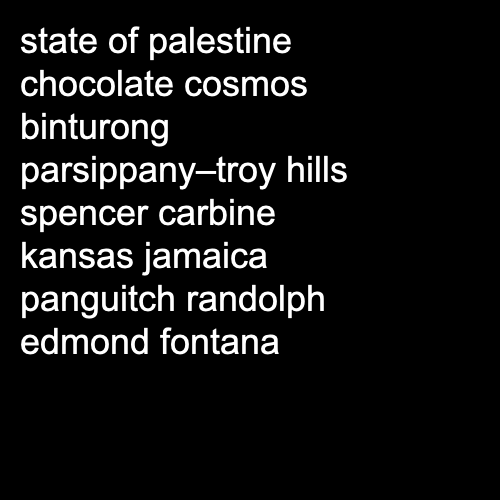 state of palestine
chocolate cosmos
binturong
parsippany–troy hills
spencer carbine
kansas jamaica
panguitch randolph
edmond fontana